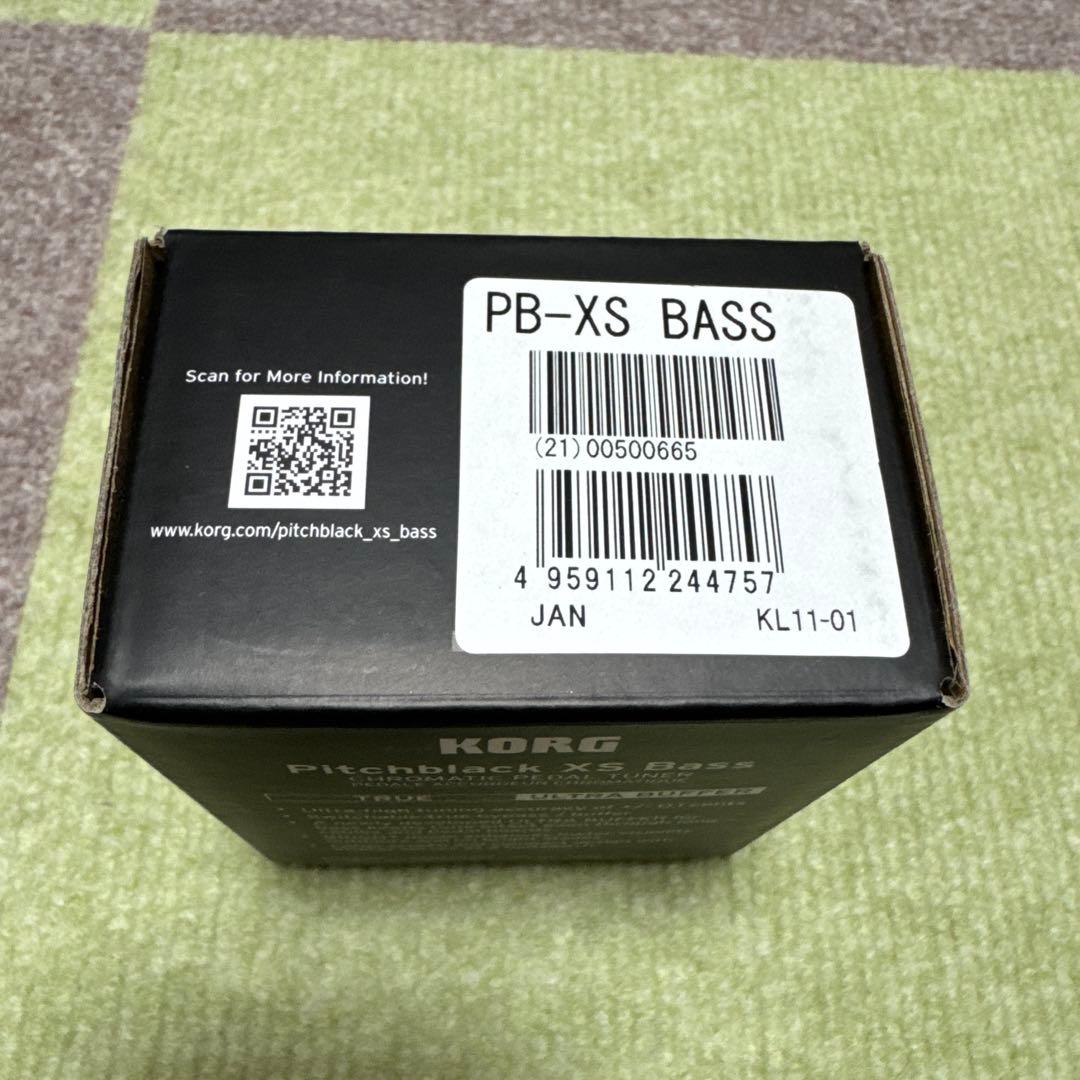 Scan for More Information!
www.korg.com/pitchblack_xs_bass
PB-XS BASS
(21)00500665
4 959112 244757
JAN KL11-01
KORG
Pitchblack XS Bass
CHROMATIC PEDAL TUNER
TRUE ULTRA BUFFER